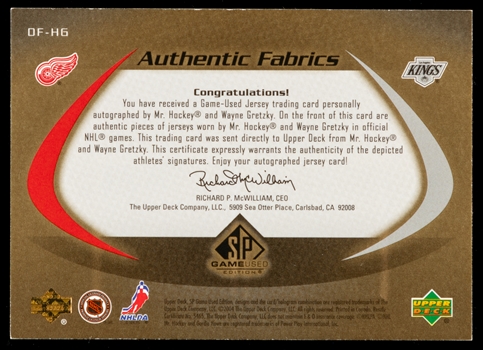 DF-HG
Authentic Fabrics
KINGS
Congratulations!
You have received a Game-Used Jersey trading card personally
autographed by Mr. Hockey® and Wayne Gretzky. On the front of this card are
authentic pieces of jerseys worn by Mr. Hockey® and Wayne Gretzky in official
NHL® games. This trading card was sent directly to Upper Deck from Mr. Hockey®
and Wayne Gretzky. This certificate expressly warrants the authenticity of the depicted
athletes' signatures. Enjoy your autographed jersey card!
Richard McWilliam
RICHARD P. McWILLIAM, CEO
The Upper Deck Company, LLC., 5909 Sea Otter Place, Carlsbad, CA 92008
SP
GAME USED
EDITION
NHLPA
UPPER
DECK